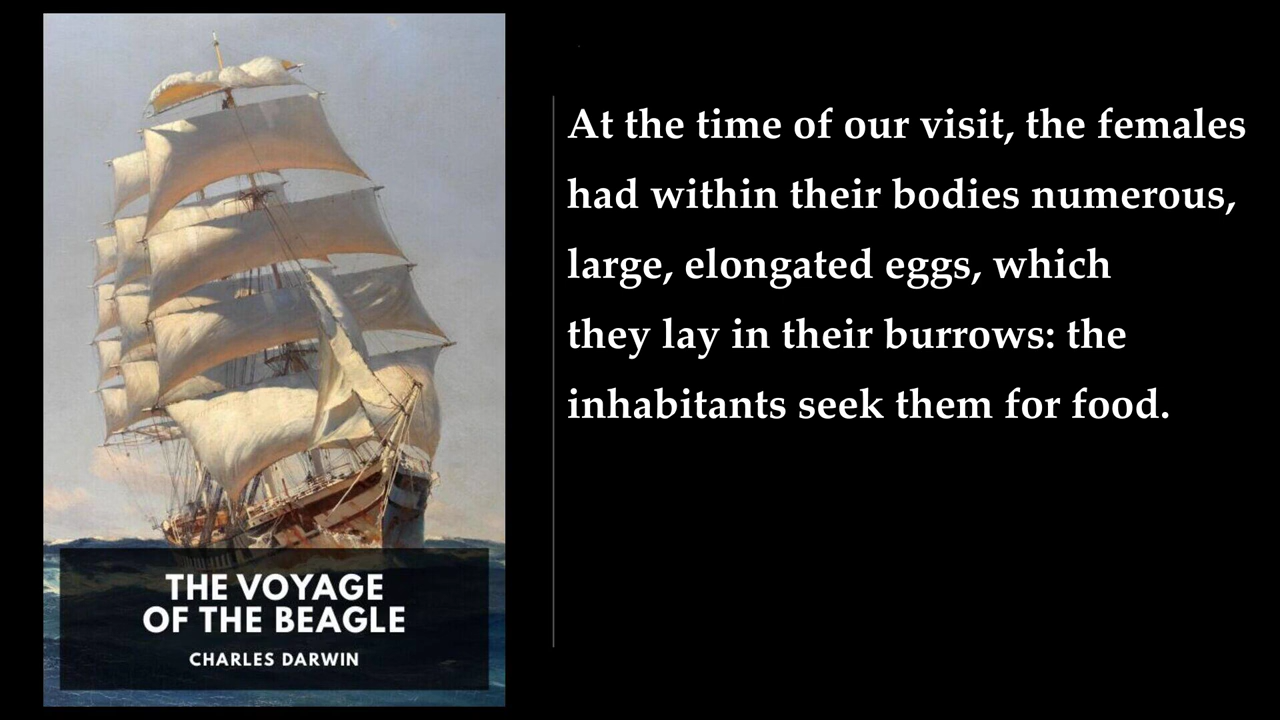 THE VOYAGE
OF THE BEAGLE
CHARLES DARWIN
At the time of our visit, the females
had within their bodies numerous,
large, elongated eggs, which
they lay in their burrows: the
inhabitants seek them for food.